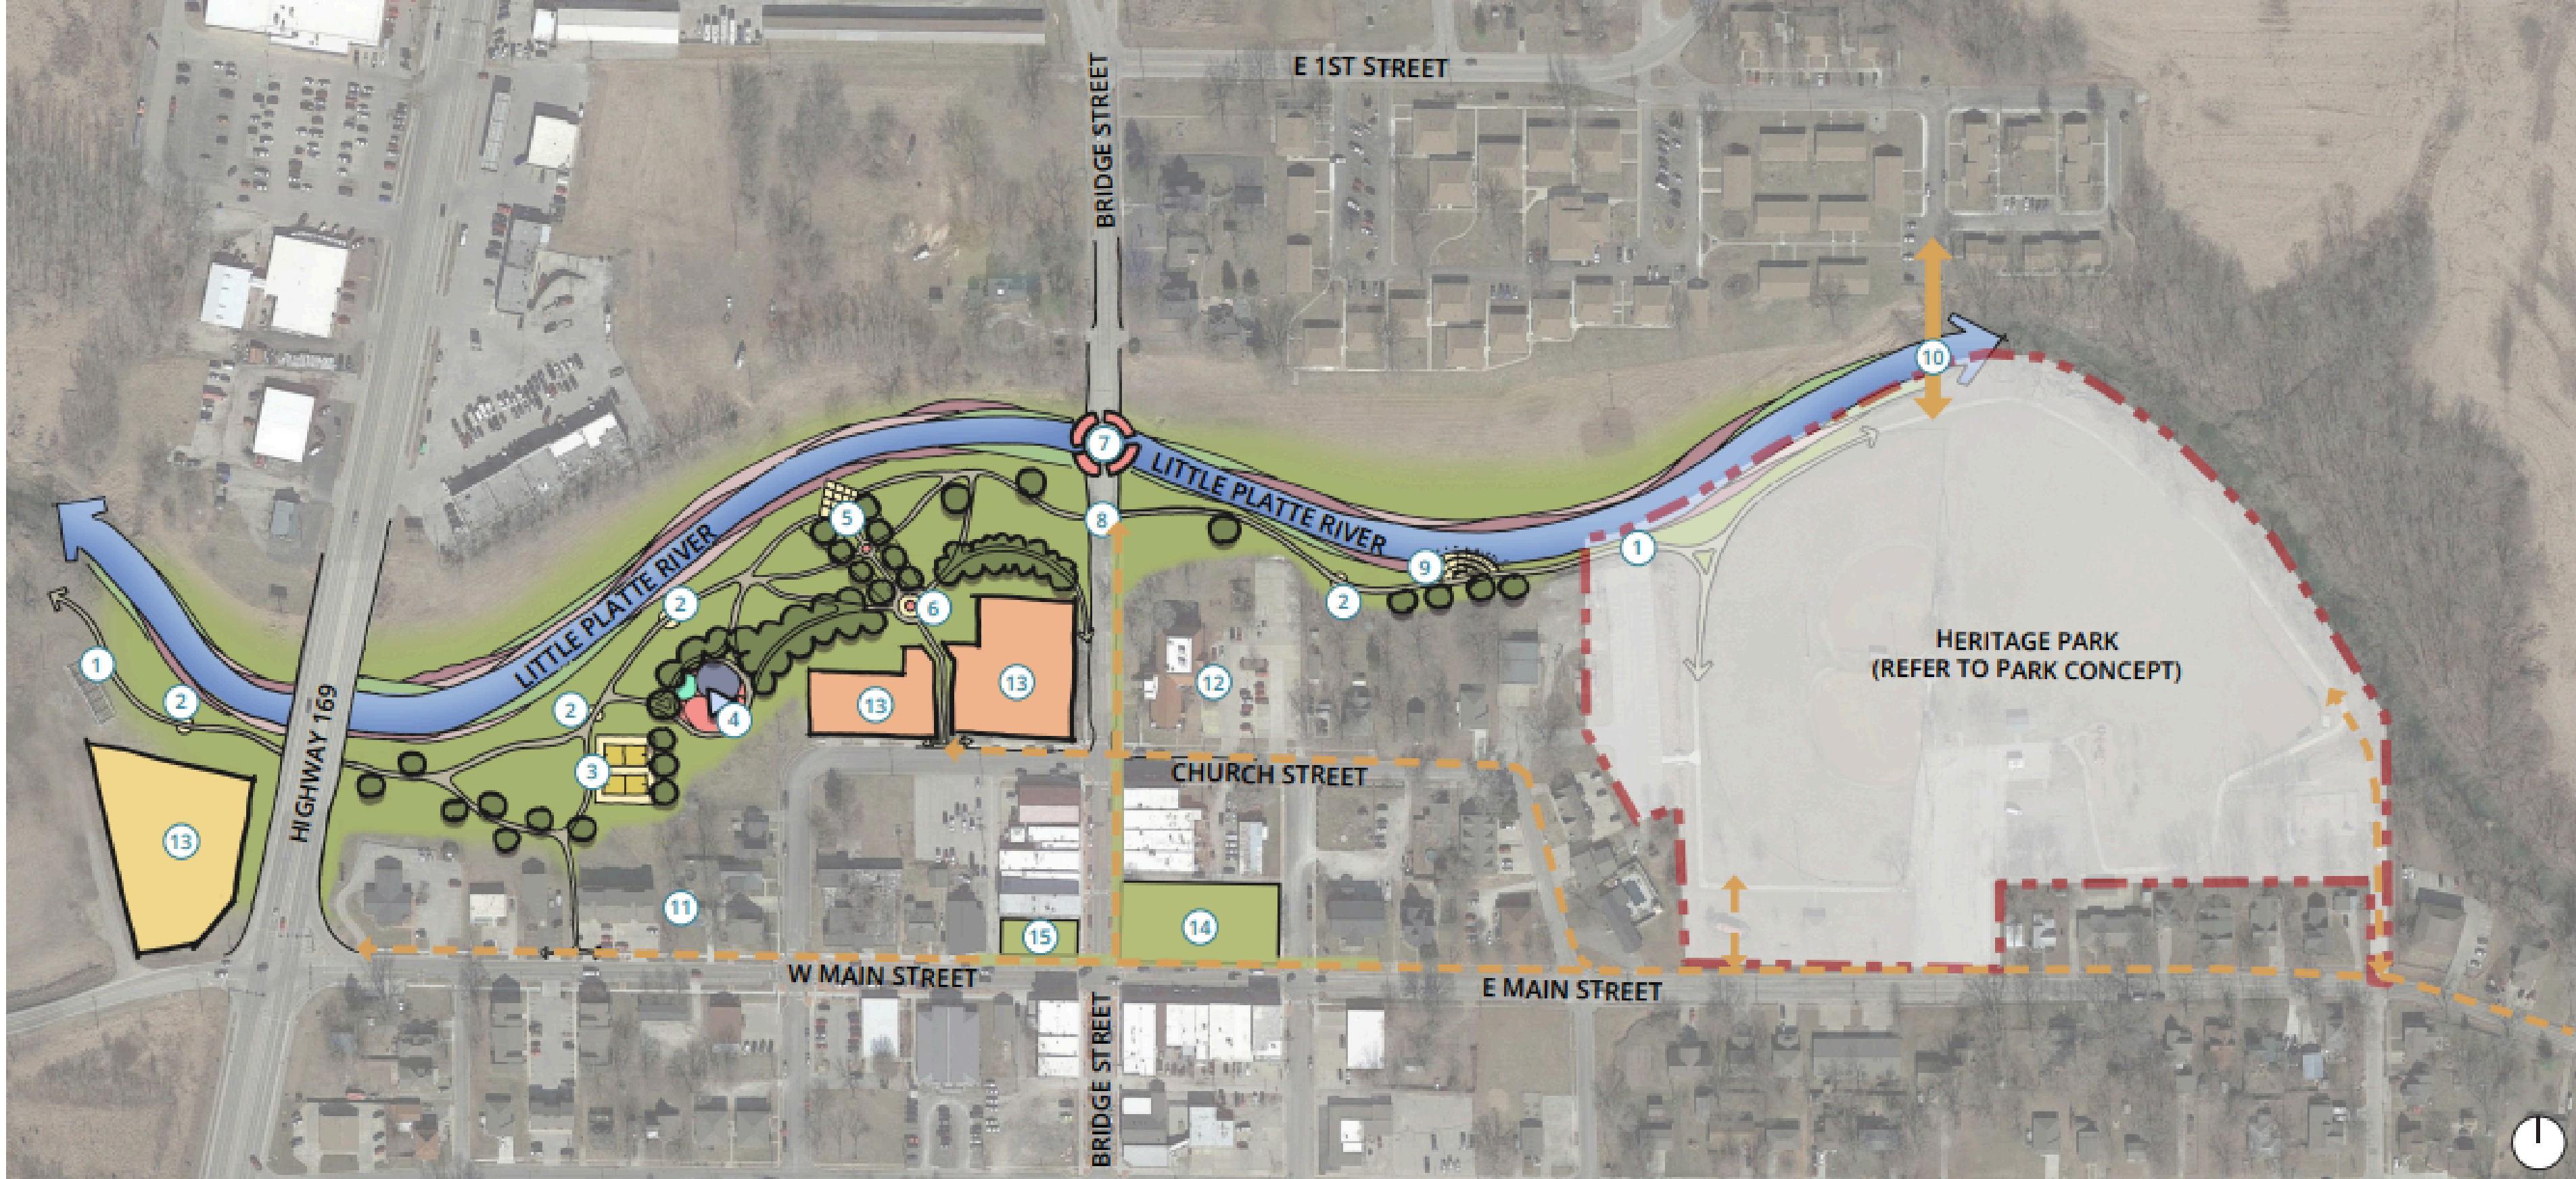 E 1ST STREET
BRIDGE STREET
10
7
LITTLE PLATTE RIVER
5
8
1
9
2
2
6
LITTLE PLATTE RIVER
HERITAGE PARK
(REFER TO PARK CONCEPT)
1
2
2
4
13
13
12
3
CHURCH STREET
HIGHWAY 169
13
11
15
14
W MAIN STREET
E MAIN STREET
BRIDGE STREET